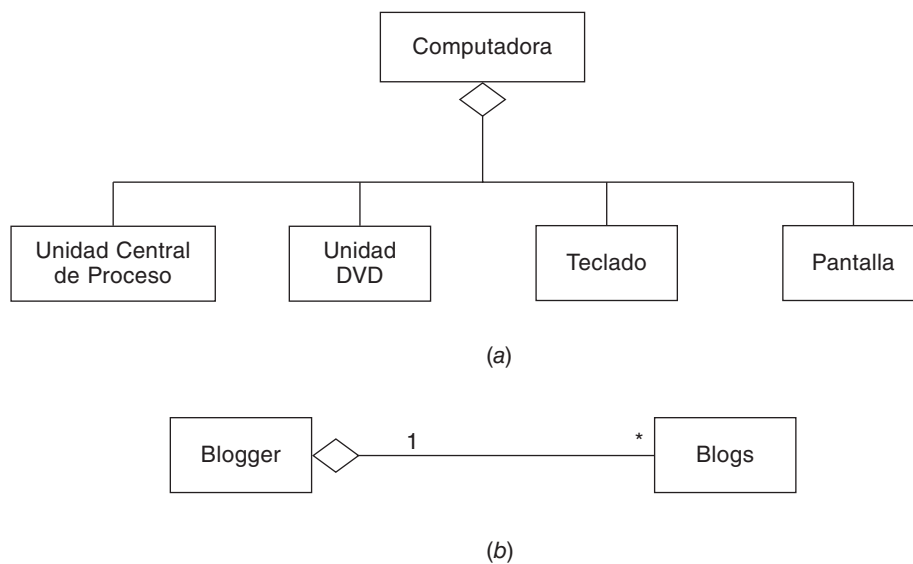 Computadora
Unidad Central
de Proceso
Unidad
DVD
Teclado
Pantalla
(a)
Blogger
1
*
Blogs
(b)